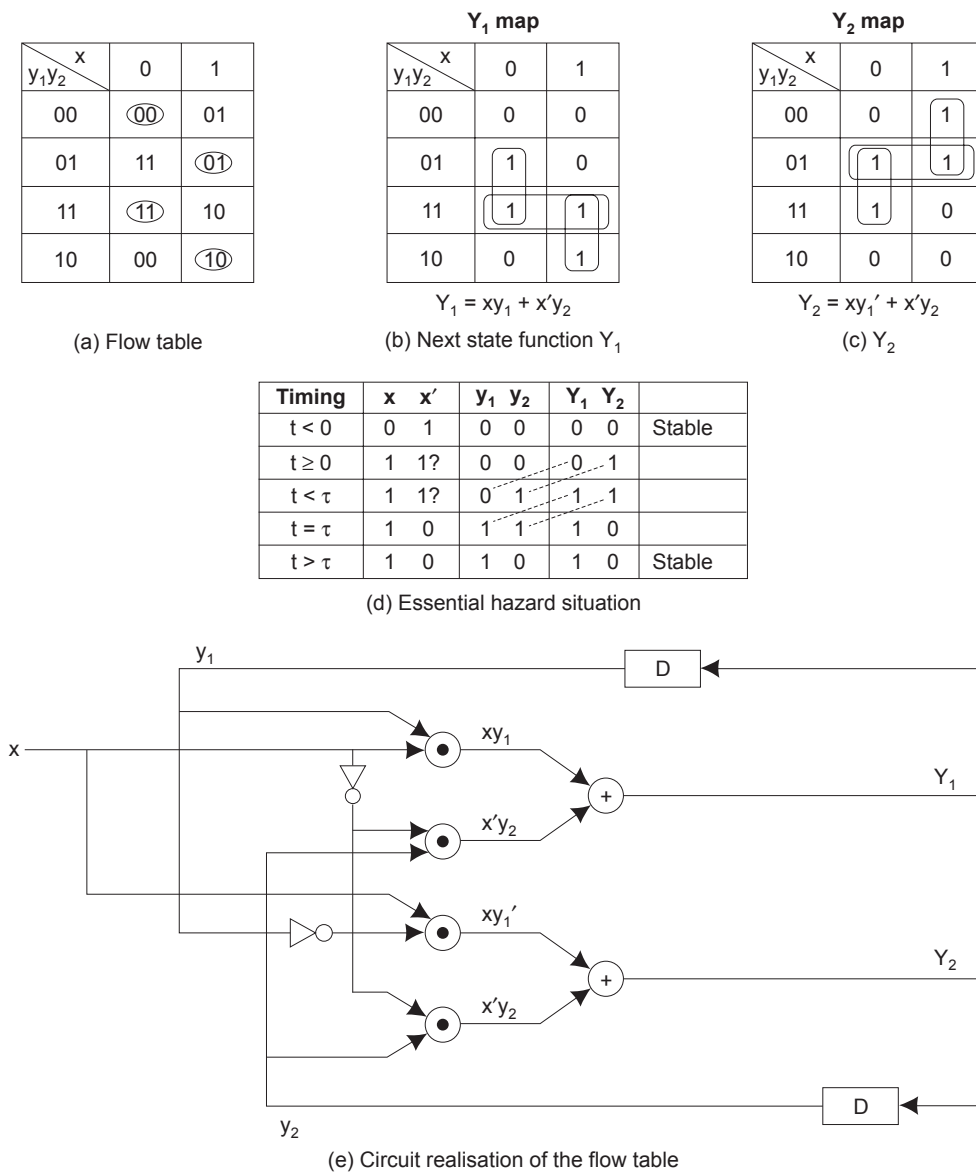 Y₁ map
Y₂ map
x
y₁y₂
0 1
00 00 01
01 11 01
11 11 10
10 00 10
(a) Flow table
x
y₁y₂
0 1
00 0 0
01 1 0
11 1 1
10 0 1
Y₁ = xy₁ + x′y₂
(b) Next state function Y₁
x
y₁y₂
0 1
00 0 1
01 1 1
11 1 0
10 0 0
Y₂ = xy₁′ + x′y₂
(c) Y₂
Timing x x′ y₁ y₂ Y₁ Y₂
t < 0 0 1 0 0 0 0 Stable
t ≥ 0 1 1? 0 0 0 1
t < τ 1 1? 0 1 1 1
t = τ 1 0 1 1 1 0
t > τ 1 0 1 0 1 0 Stable
(d) Essential hazard situation
y₁
D
x
xy₁
+
Y₁
x′y₂
xy₁′
+
Y₂
x′y₂
D
y₂
(e) Circuit realisation of the flow table